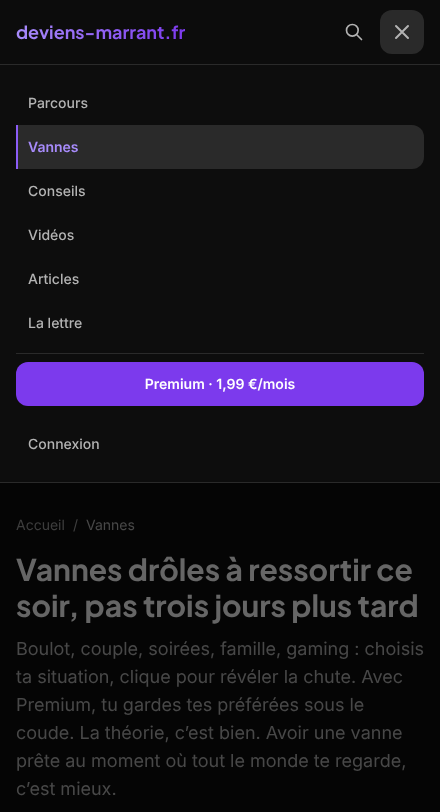 deviens-marrant.fr
Parcours
Vannes
Conseils
Vidéos
Articles
La lettre
Premium · 1,99 €/mois
Connexion
Accueil / Vannes
Vannes drôles à ressortir ce
soir, pas trois jours plus tard
Boulot, couple, soirées, famille, gaming : choisis
ta situation, clique pour révéler la chute. Avec
Premium, tu gardes tes préférées sous le
coude. La théorie, c’est bien. Avoir une vanne
prête au moment où tout le monde te regarde,
c’est mieux.